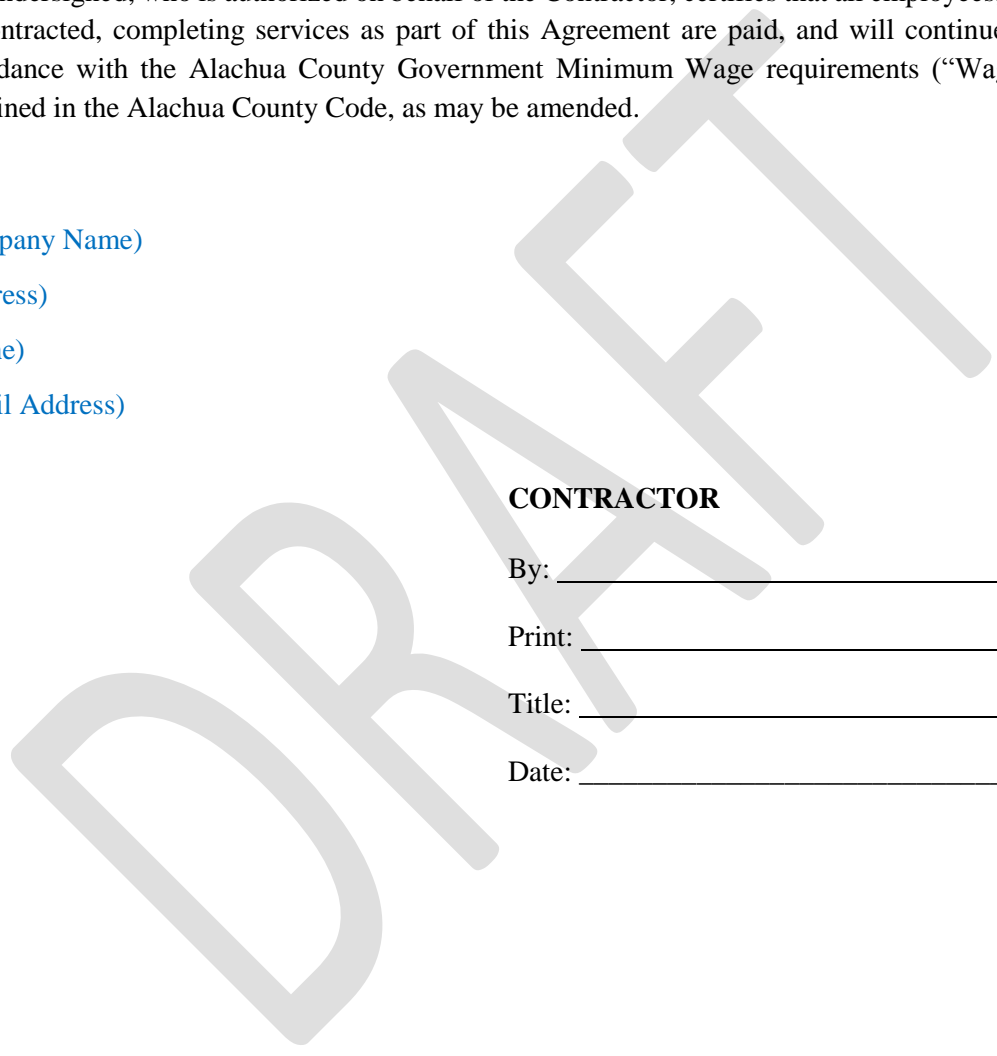 ndersigned, who is authorized on behalf of the Contractor, certifies that all employees
ntracted, completing services as part of this Agreement are paid, and will continue
dance with the Alachua County Government Minimum Wage requirements (“Wag
ined in the Alachua County Code, as may be amended.
pany Name)
ress)
e)
il Address)
CONTRACTOR
By:
Print:
Title:
Date:
DRAFT